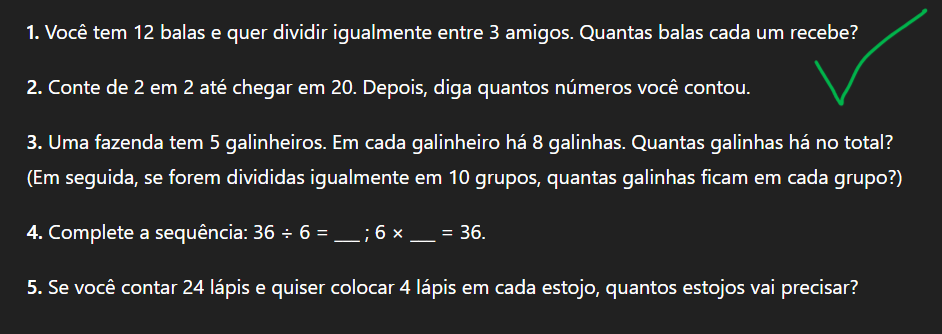 1. Você tem 12 balas e quer dividir igualmente entre 3 amigos. Quantas balas cada um recebe?
2. Conte de 2 em 2 até chegar em 20. Depois, diga quantos números você contou.
3. Uma fazenda tem 5 galinheiros. Em cada galinheiro há 8 galinhas. Quantas galinhas há no total?
(Em seguida, se forem divididas igualmente em 10 grupos, quantas galinhas ficam em cada grupo?)
4. Complete a sequência: 36 ÷ 6 = ___ ; 6 × ___ = 36.
5. Se você contar 24 lápis e quiser colocar 4 lápis em cada estojo, quantos estojos vai precisar?